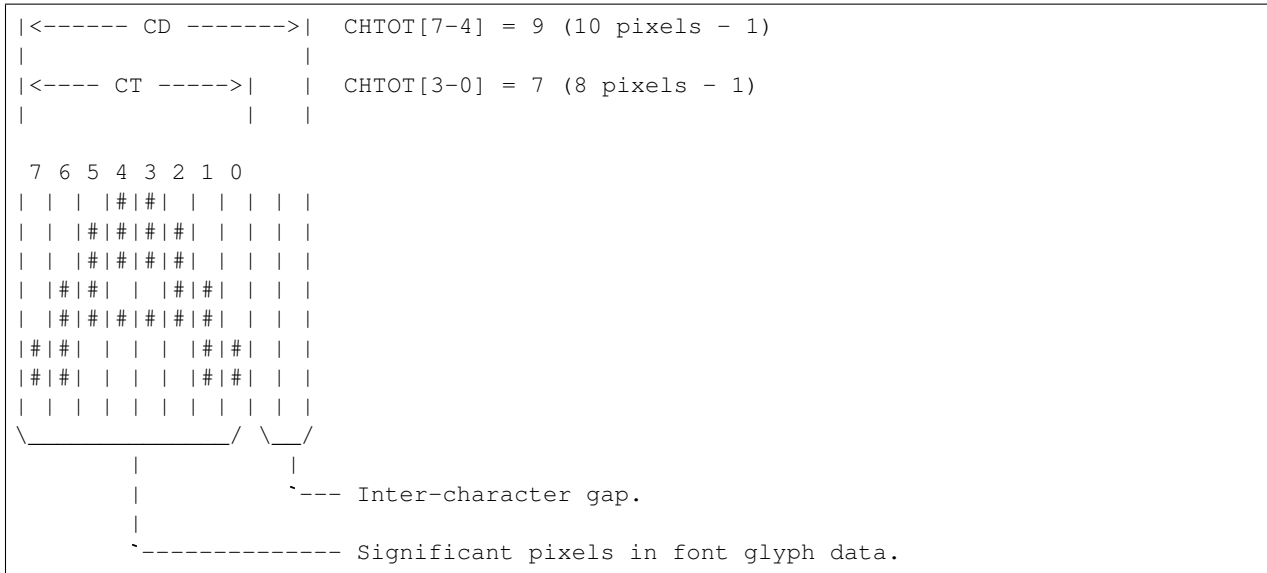 |<------ CD ------->|  CHTOT[7-4] = 9 (10 pixels - 1)
|                   |
|<---- CT ----->|   |  CHTOT[3-0] = 7 (8 pixels - 1)
|               |   |

 7 6 5 4 3 2 1 0
| | | |#|#| | | | | |
| | |#|#|#|#| | | | |
| | |#|#|#|#| | | | |
| |#|#| | |#|#| | | |
| |#|#|#|#|#|#| | | |
|#|#| | | | |#|#| | |
|#|#| | | | |#|#| | |
| | | | | | | | | | |
\______________/ \__/
        |          |
        |          `--- Inter-character gap.
        |
        `-------------- Significant pixels in font glyph data.